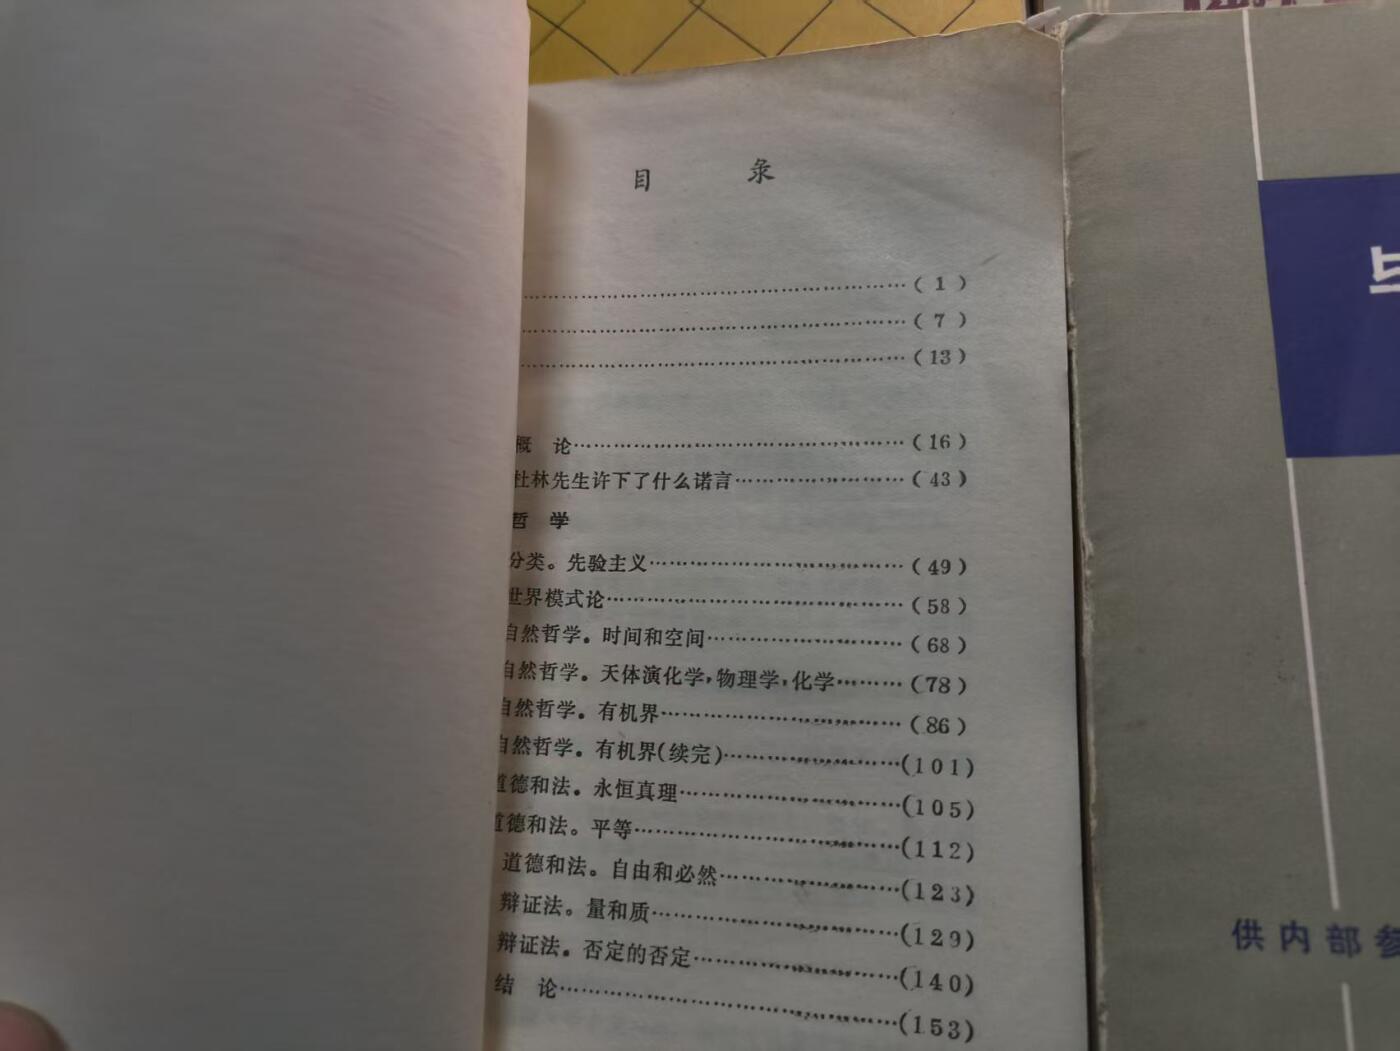 目 录
……………………………………………( 1 )
……………………………………………( 7 )
……………………………………………( 13 )
概 论……………………………………( 16 )
杜林先生许下了什么诺言……………………( 43 )
哲 学
分类。先验主义……………………………( 49 )
世界模式论…………………………………( 58 )
自然哲学。时间和空间……………………( 68 )
自然哲学。天体演化学，物理学，化学………( 78 )
自然哲学。有机界…………………………( 86 )
自然哲学。有机界(续完)…………………(101)
道德和法。永恒真理………………………(105)
道德和法。平等……………………………(112)
道德和法。自由和必然……………………(123)
辩证法。量和质……………………………(129)
辩证法。否定的否定………………………(140)
结 论………………………………………(153)
供内部参